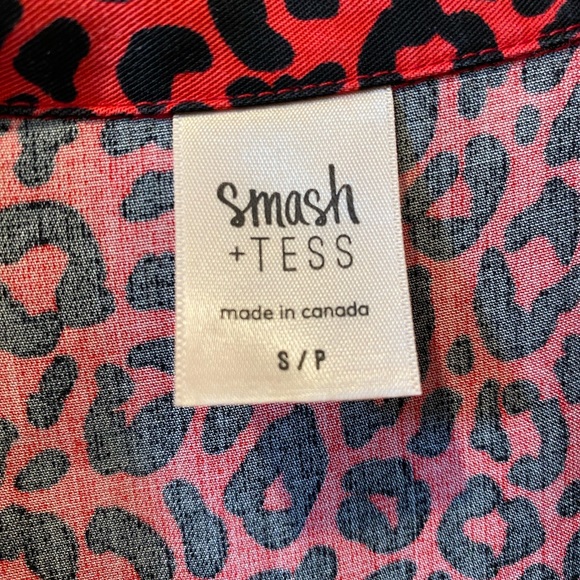 smash
+TESS
made in canada
S / P